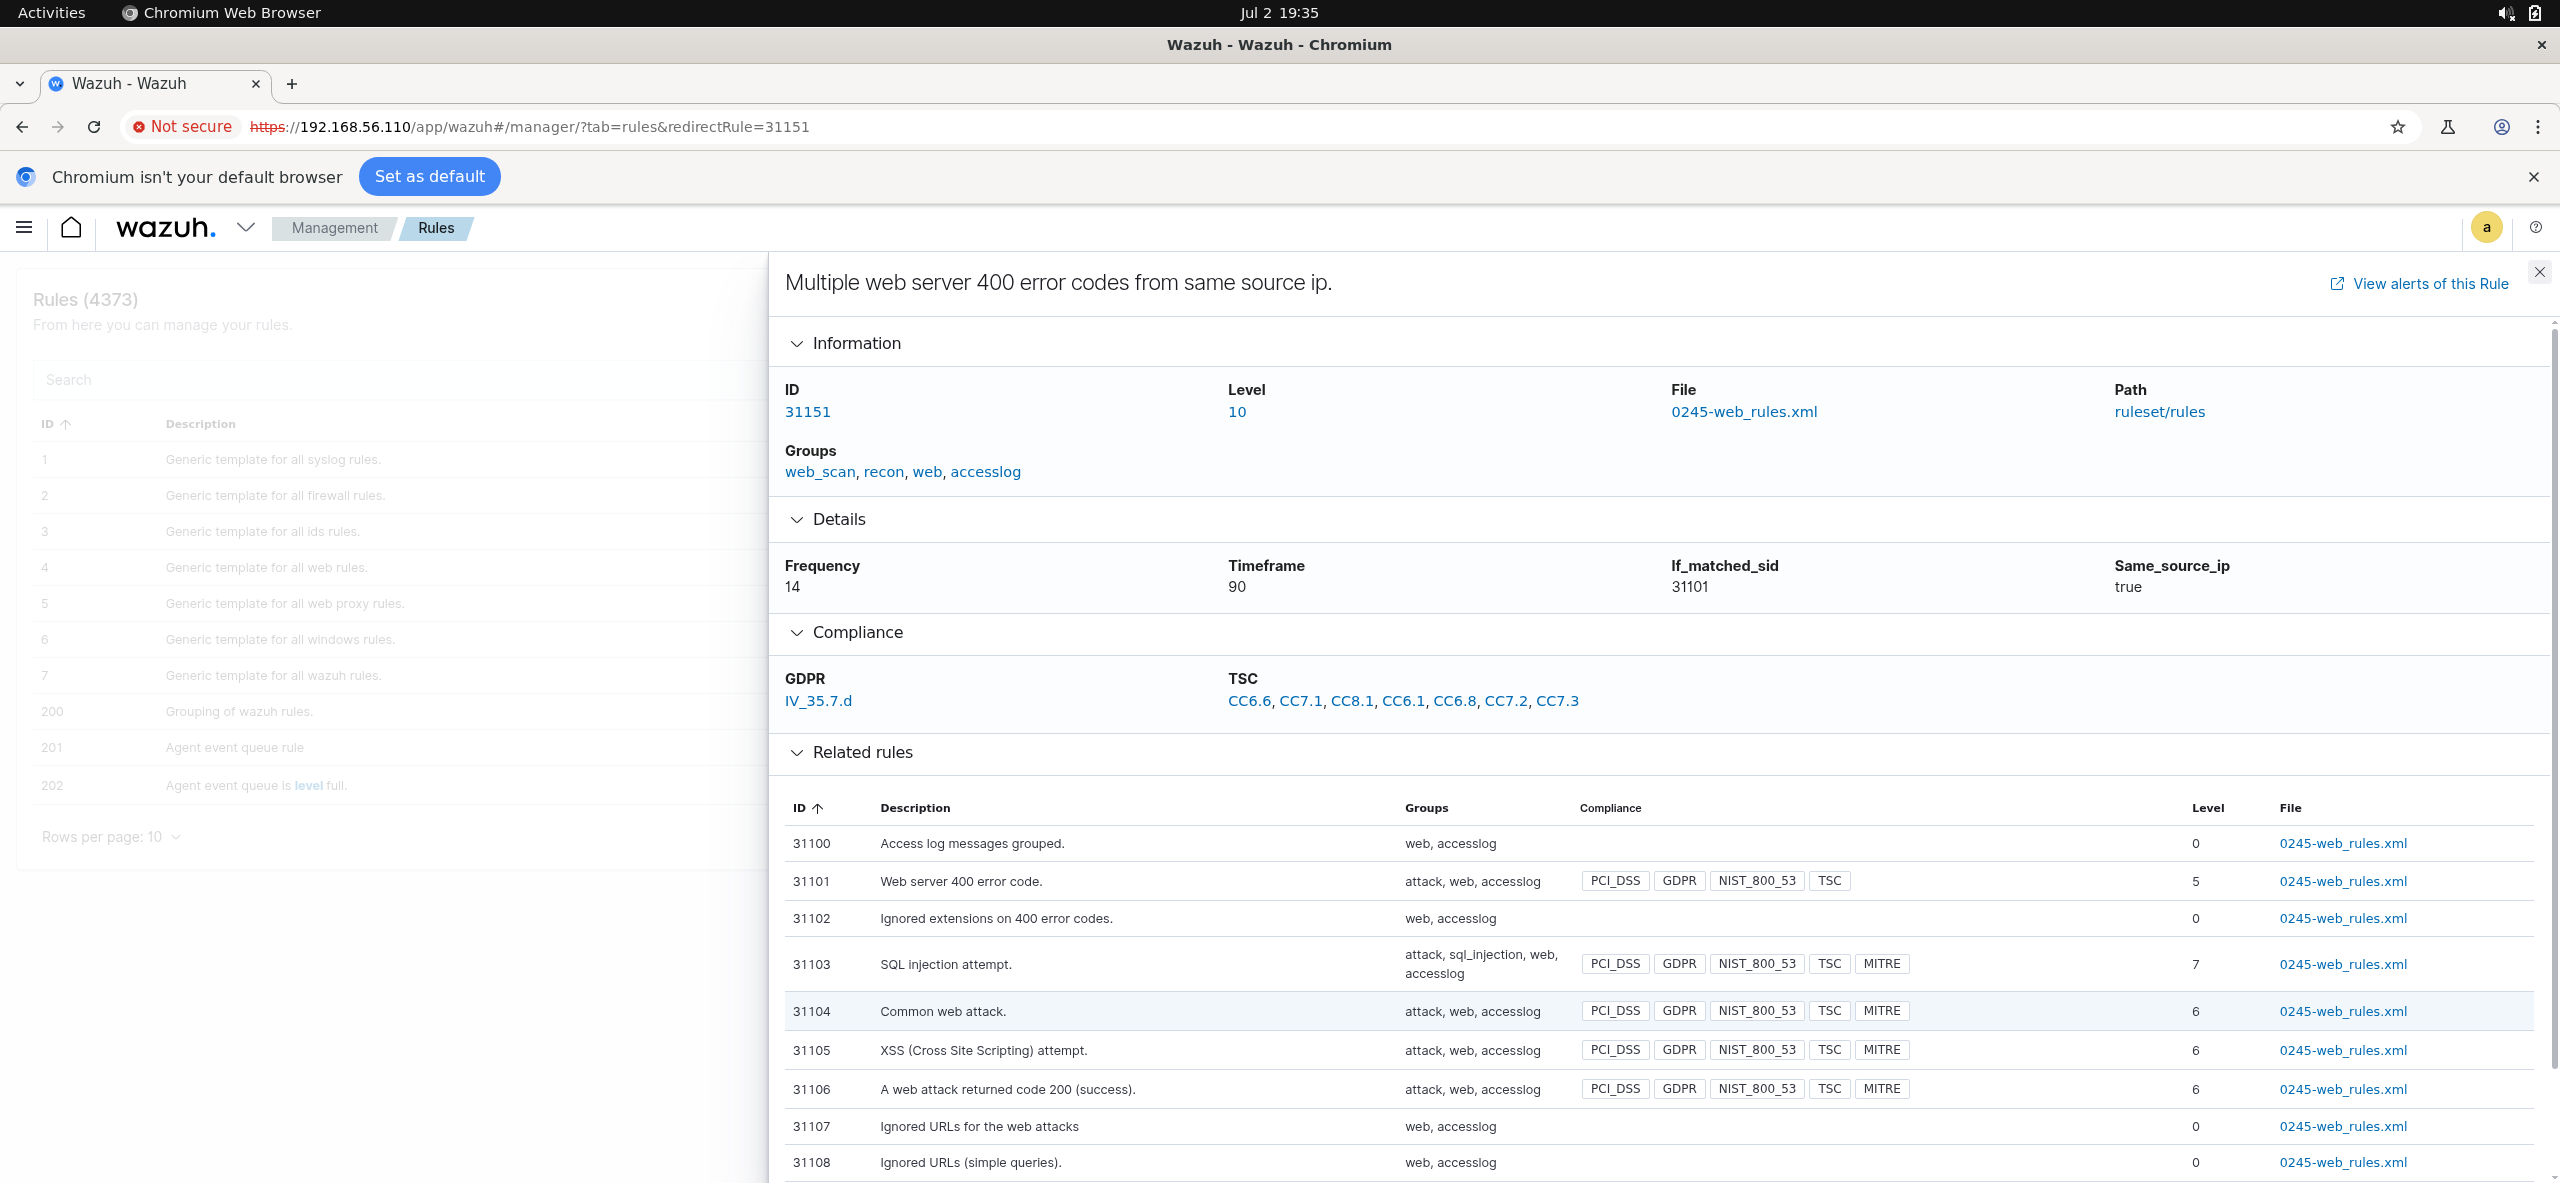 Activities Chromium Web Browser Jul 2 19:35
Wazuh - Wazuh - Chromium
Wazuh - Wazuh
Not secure https://192.168.56.110/app/wazuh#/manager/?tab=rules&redirectRule=31151
Chromium isn't your default browser Set as default
wazuh. Management Rules a
Rules (4373)
From here you can manage your rules.
Search
ID Description
1 Generic template for all syslog rules.
2 Generic template for all firewall rules.
3 Generic template for all ids rules.
4 Generic template for all web rules.
5 Generic template for all web proxy rules.
6 Generic template for all windows rules.
7 Generic template for all wazuh rules.
200 Grouping of wazuh rules.
201 Agent event queue rule
202 Agent event queue is level full.
Rows per page: 10
Multiple web server 400 error codes from same source ip. View alerts of this Rule
Information
ID Level File Path
31151 10 0245-web_rules.xml ruleset/rules
Groups
web_scan, recon, web, accesslog
Details
Frequency Timeframe If_matched_sid Same_source_ip
14 90 31101 true
Compliance
GDPR TSC
IV_35.7.d CC6.6, CC7.1, CC8.1, CC6.1, CC6.8, CC7.2, CC7.3
Related rules
ID Description Groups Compliance Level File
31100 Access log messages grouped. web, accesslog 0 0245-web_rules.xml
31101 Web server 400 error code. attack, web, accesslog PCI_DSS GDPR NIST_800_53 TSC 5 0245-web_rules.xml
31102 Ignored extensions on 400 error codes. web, accesslog 0 0245-web_rules.xml
31103 SQL injection attempt. attack, sql_injection, web, accesslog PCI_DSS GDPR NIST_800_53 TSC MITRE 7 0245-web_rules.xml
31104 Common web attack. attack, web, accesslog PCI_DSS GDPR NIST_800_53 TSC MITRE 6 0245-web_rules.xml
31105 XSS (Cross Site Scripting) attempt. attack, web, accesslog PCI_DSS GDPR NIST_800_53 TSC MITRE 6 0245-web_rules.xml
31106 A web attack returned code 200 (success). attack, web, accesslog PCI_DSS GDPR NIST_800_53 TSC MITRE 6 0245-web_rules.xml
31107 Ignored URLs for the web attacks web, accesslog 0 0245-web_rules.xml
31108 Ignored URLs (simple queries). web, accesslog 0 0245-web_rules.xml